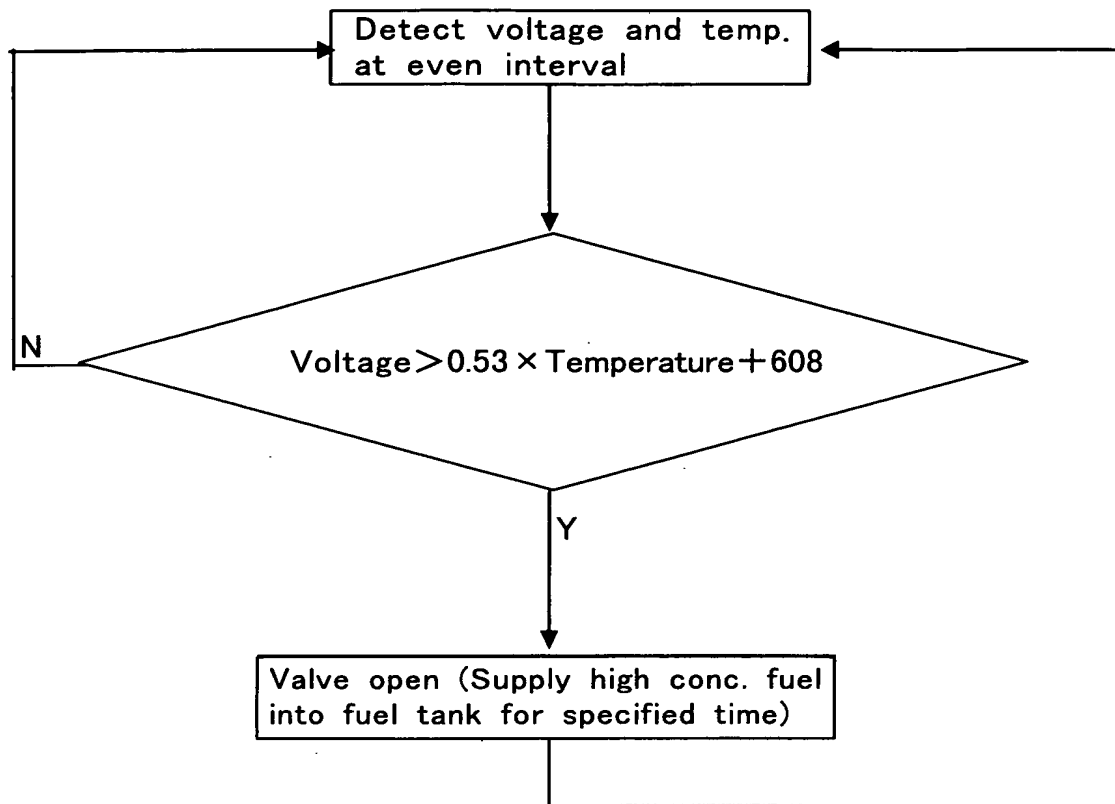 Detect voltage and temp.
at even interval
N
Voltage＞0.53 × Temperature＋608
Y
Valve open (Supply high conc. fuel
into fuel tank for specified time)